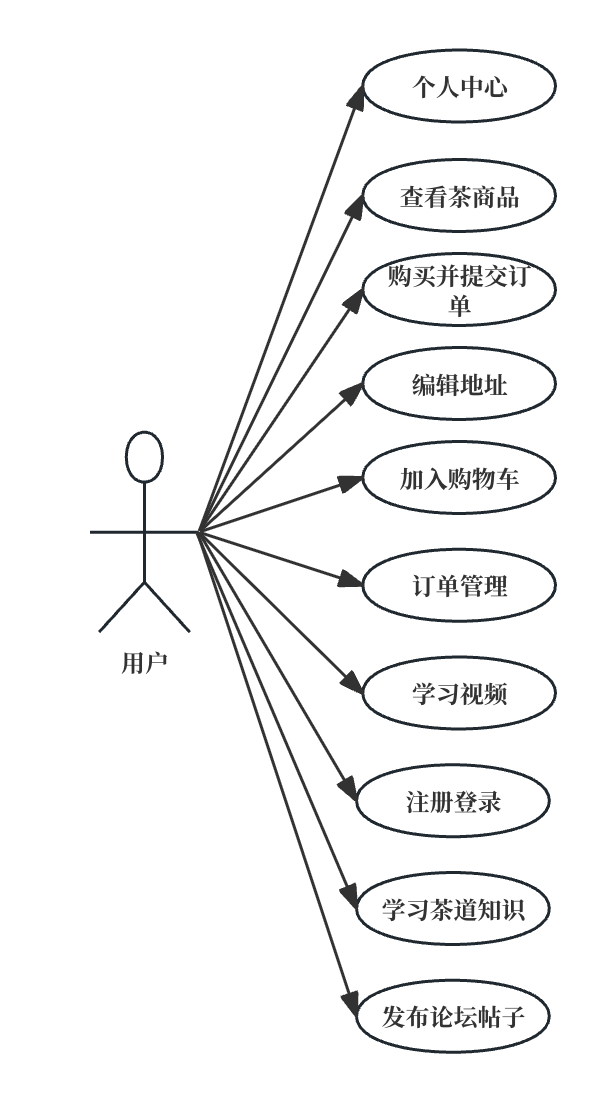 个人中心
查看茶商品
购买并提交订
单
编辑地址
加入购物车
订单管理
用户
学习视频
注册登录
学习茶道知识
发布论坛帖子